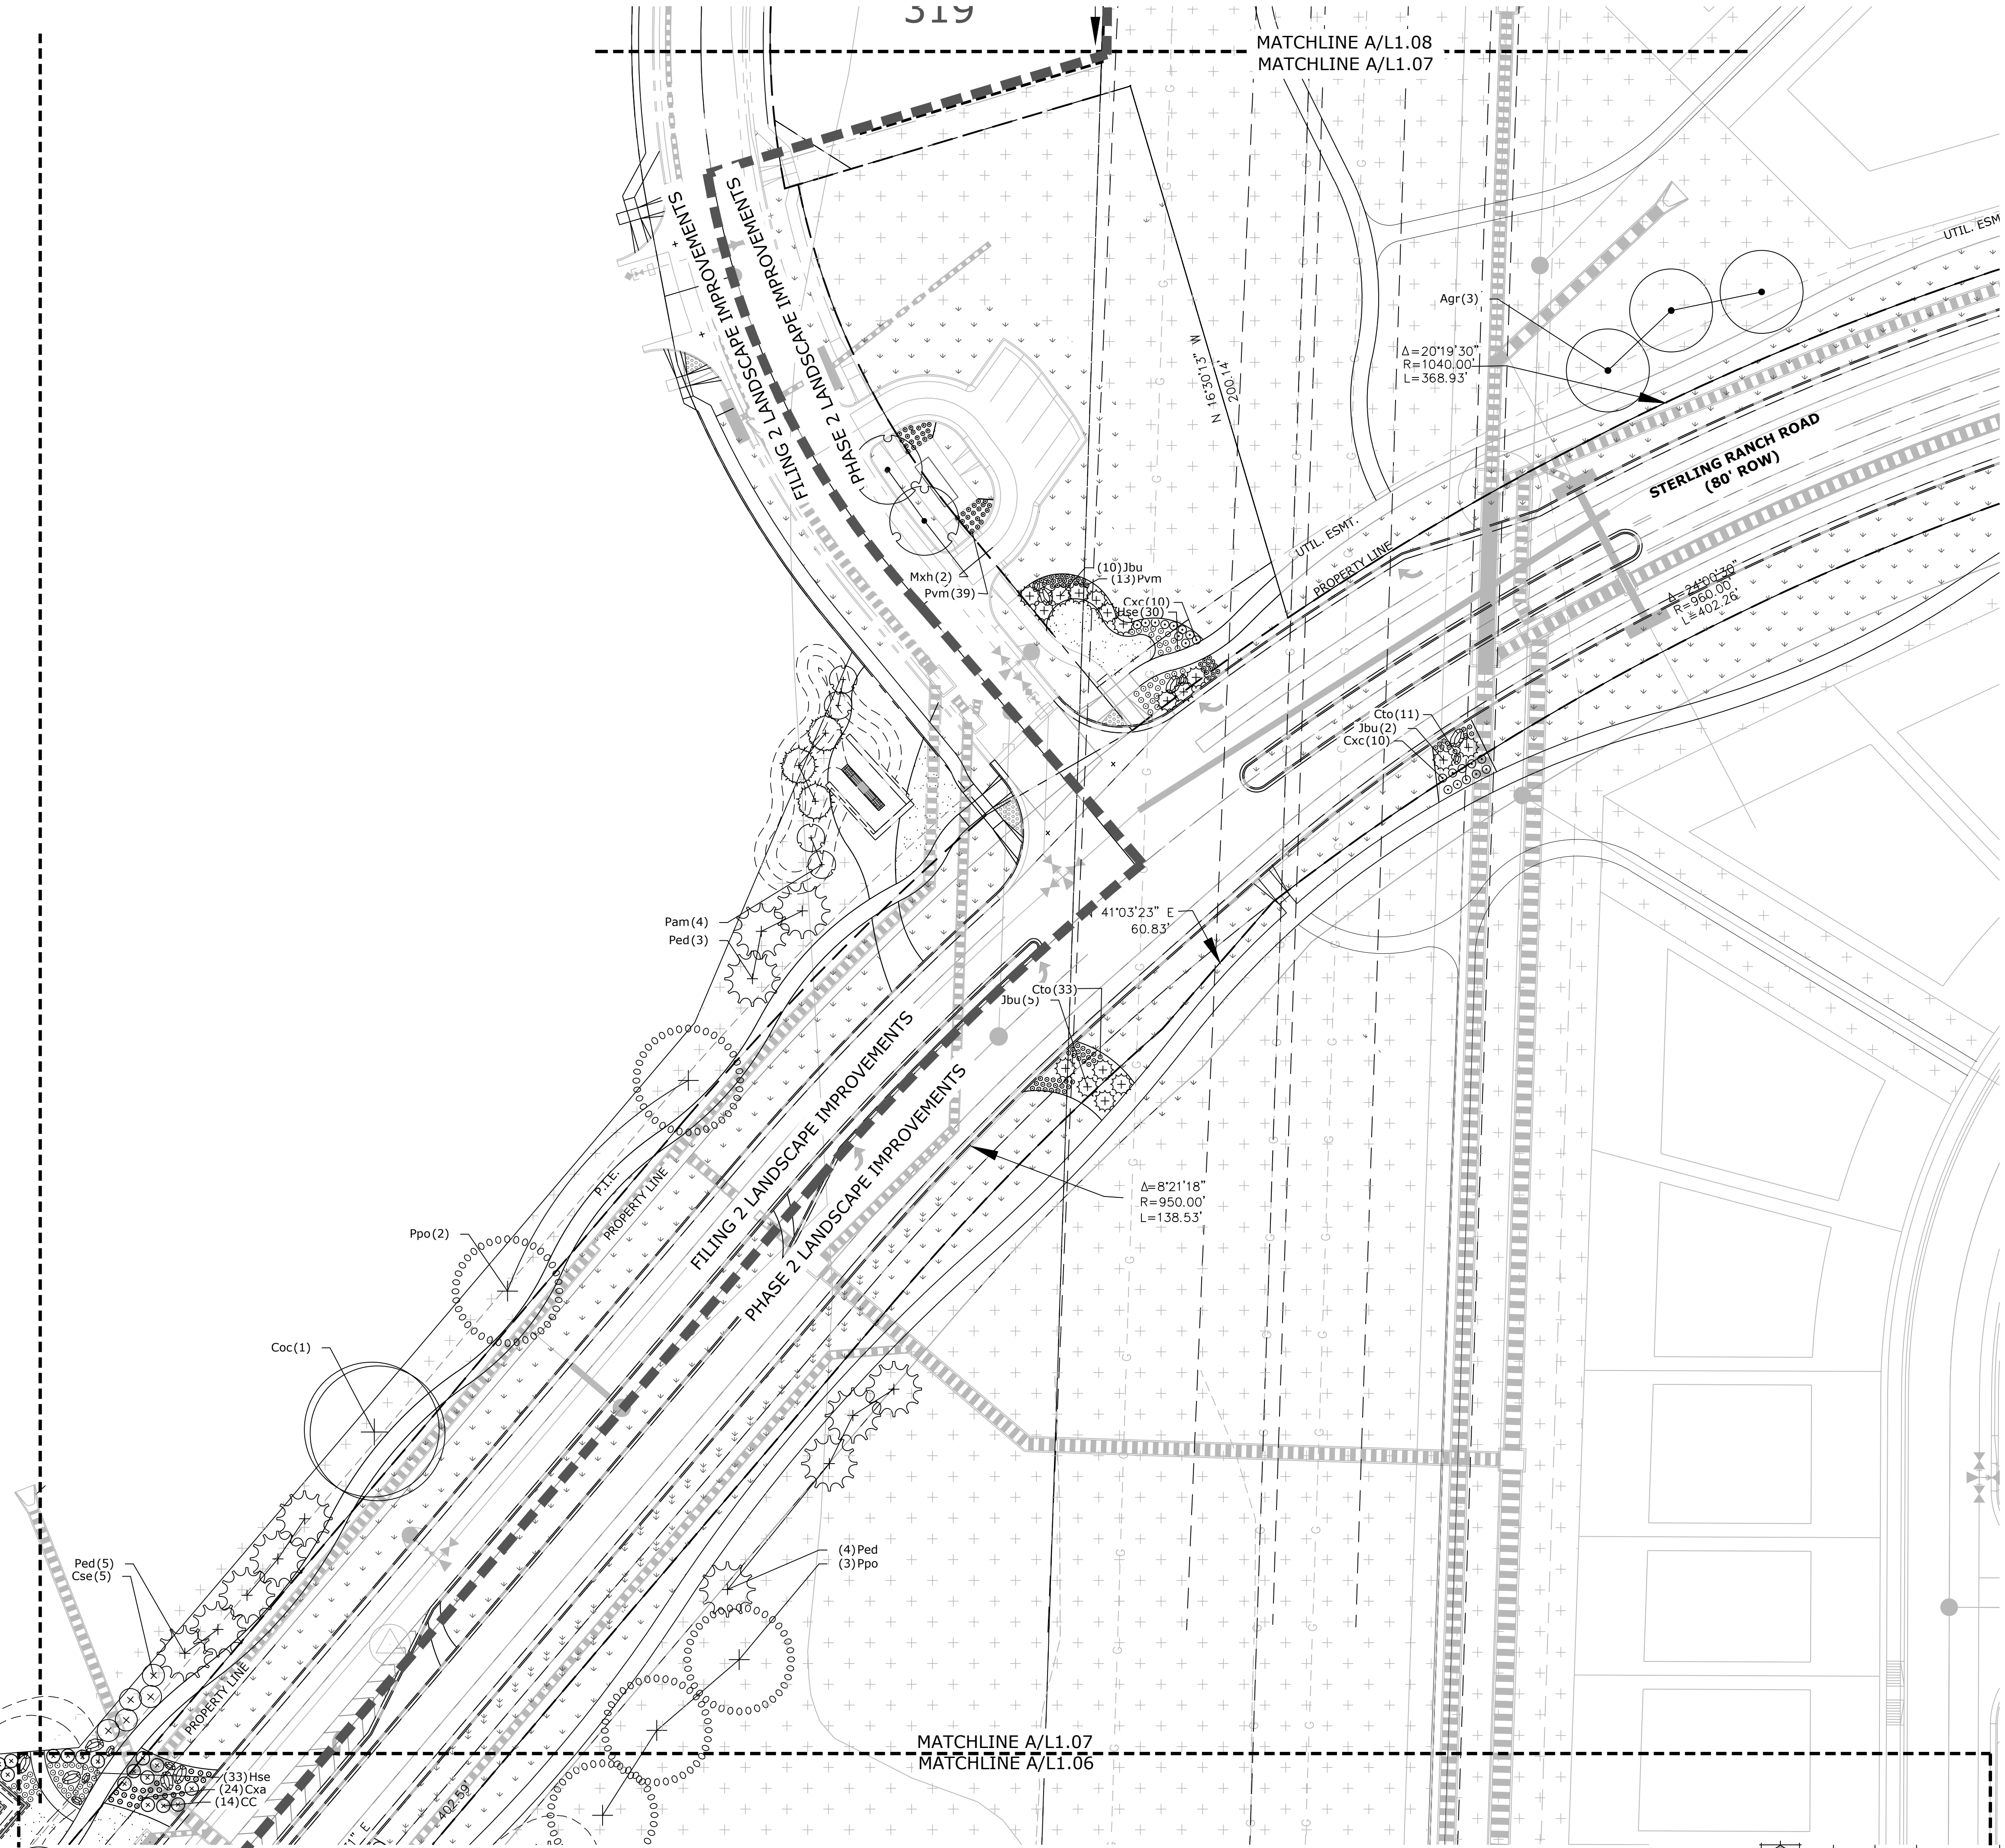 319
MATCHLINE A/L1.08
MATCHLINE A/L1.07
FILING 2 LANDSCAPE IMPROVEMENTS
PHASE 2 LANDSCAPE IMPROVEMENTS
N 16°30'13" W
200.14'
Agr(3)
Δ=20°19'30"
R=1040.00'
L=368.93'
UTIL. ESM
STERLING RANCH ROAD
(80' ROW)
UTIL. ESMT.
PROPERTY LINE
Mxh(2)
Pvm(39)
(10)Jbu
(13)Pvm
Cxc(10)
Hse(30)
Δ=24°00'30"
R=960.00'
L=402.26'
Cto(11)
Jbu(2)
Cxc(10)
Pam(4)
Ped(3)
41°03'23" E
60.83'
Cto(33)
Jbu(5)
FILING 2 LANDSCAPE IMPROVEMENTS
PHASE 2 LANDSCAPE IMPROVEMENTS
P.I.E.
PROPERTY LINE
Δ=8°21'18"
R=950.00'
L=138.53'
Ppo(2)
Coc(1)
Ped(5)
Cse(5)
(4)Ped
(3)Ppo
PROPERTY LINE
MATCHLINE A/L1.07
MATCHLINE A/L1.06
(33)Hse
(24)Cxa
(14)CC
402.59
1" E